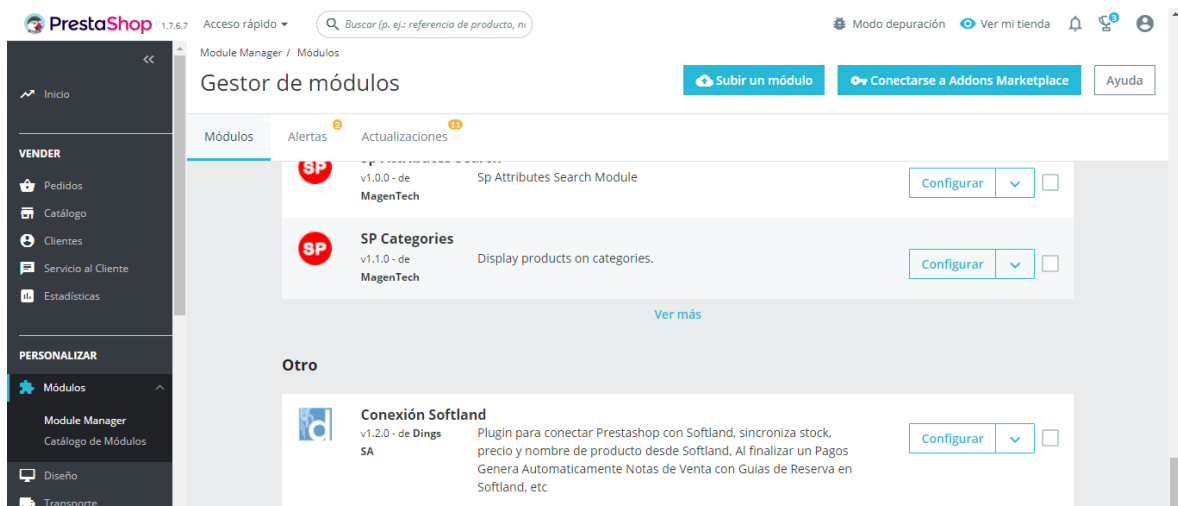 PrestaShop 1.7.6.7 Acceso rápido Buscar (p. ej.: referencia de producto, n Modo depuración Ver mi tienda 3
Module Manager / Módulos
Gestor de módulos
Subir un módulo
Conectarse a Addons Marketplace
Ayuda
Módulos
Alertas 2
Actualizaciones 11
Inicio
VENDER
Pedidos
Catálogo
Clientes
Servicio al Cliente
Estadísticas
PERSONALIZAR
Módulos
Module Manager
Catálogo de Módulos
Diseño
Transporte
SP
Sp Attributes Search
v1.0.0 - de
MagenTech
Sp Attributes Search Module
Configurar
SP
SP Categories
v1.1.0 - de
MagenTech
Display products on categories.
Configurar
Ver más
Otro
d
Conexión Softland
v1.2.0 - de Dings
SA
Plugin para conectar Prestashop con Softland, sincroniza stock,
precio y nombre de producto desde Softland, Al finalizar un Pagos
Genera Automaticamente Notas de Venta con Guias de Reserva en
Softland, etc
Configurar